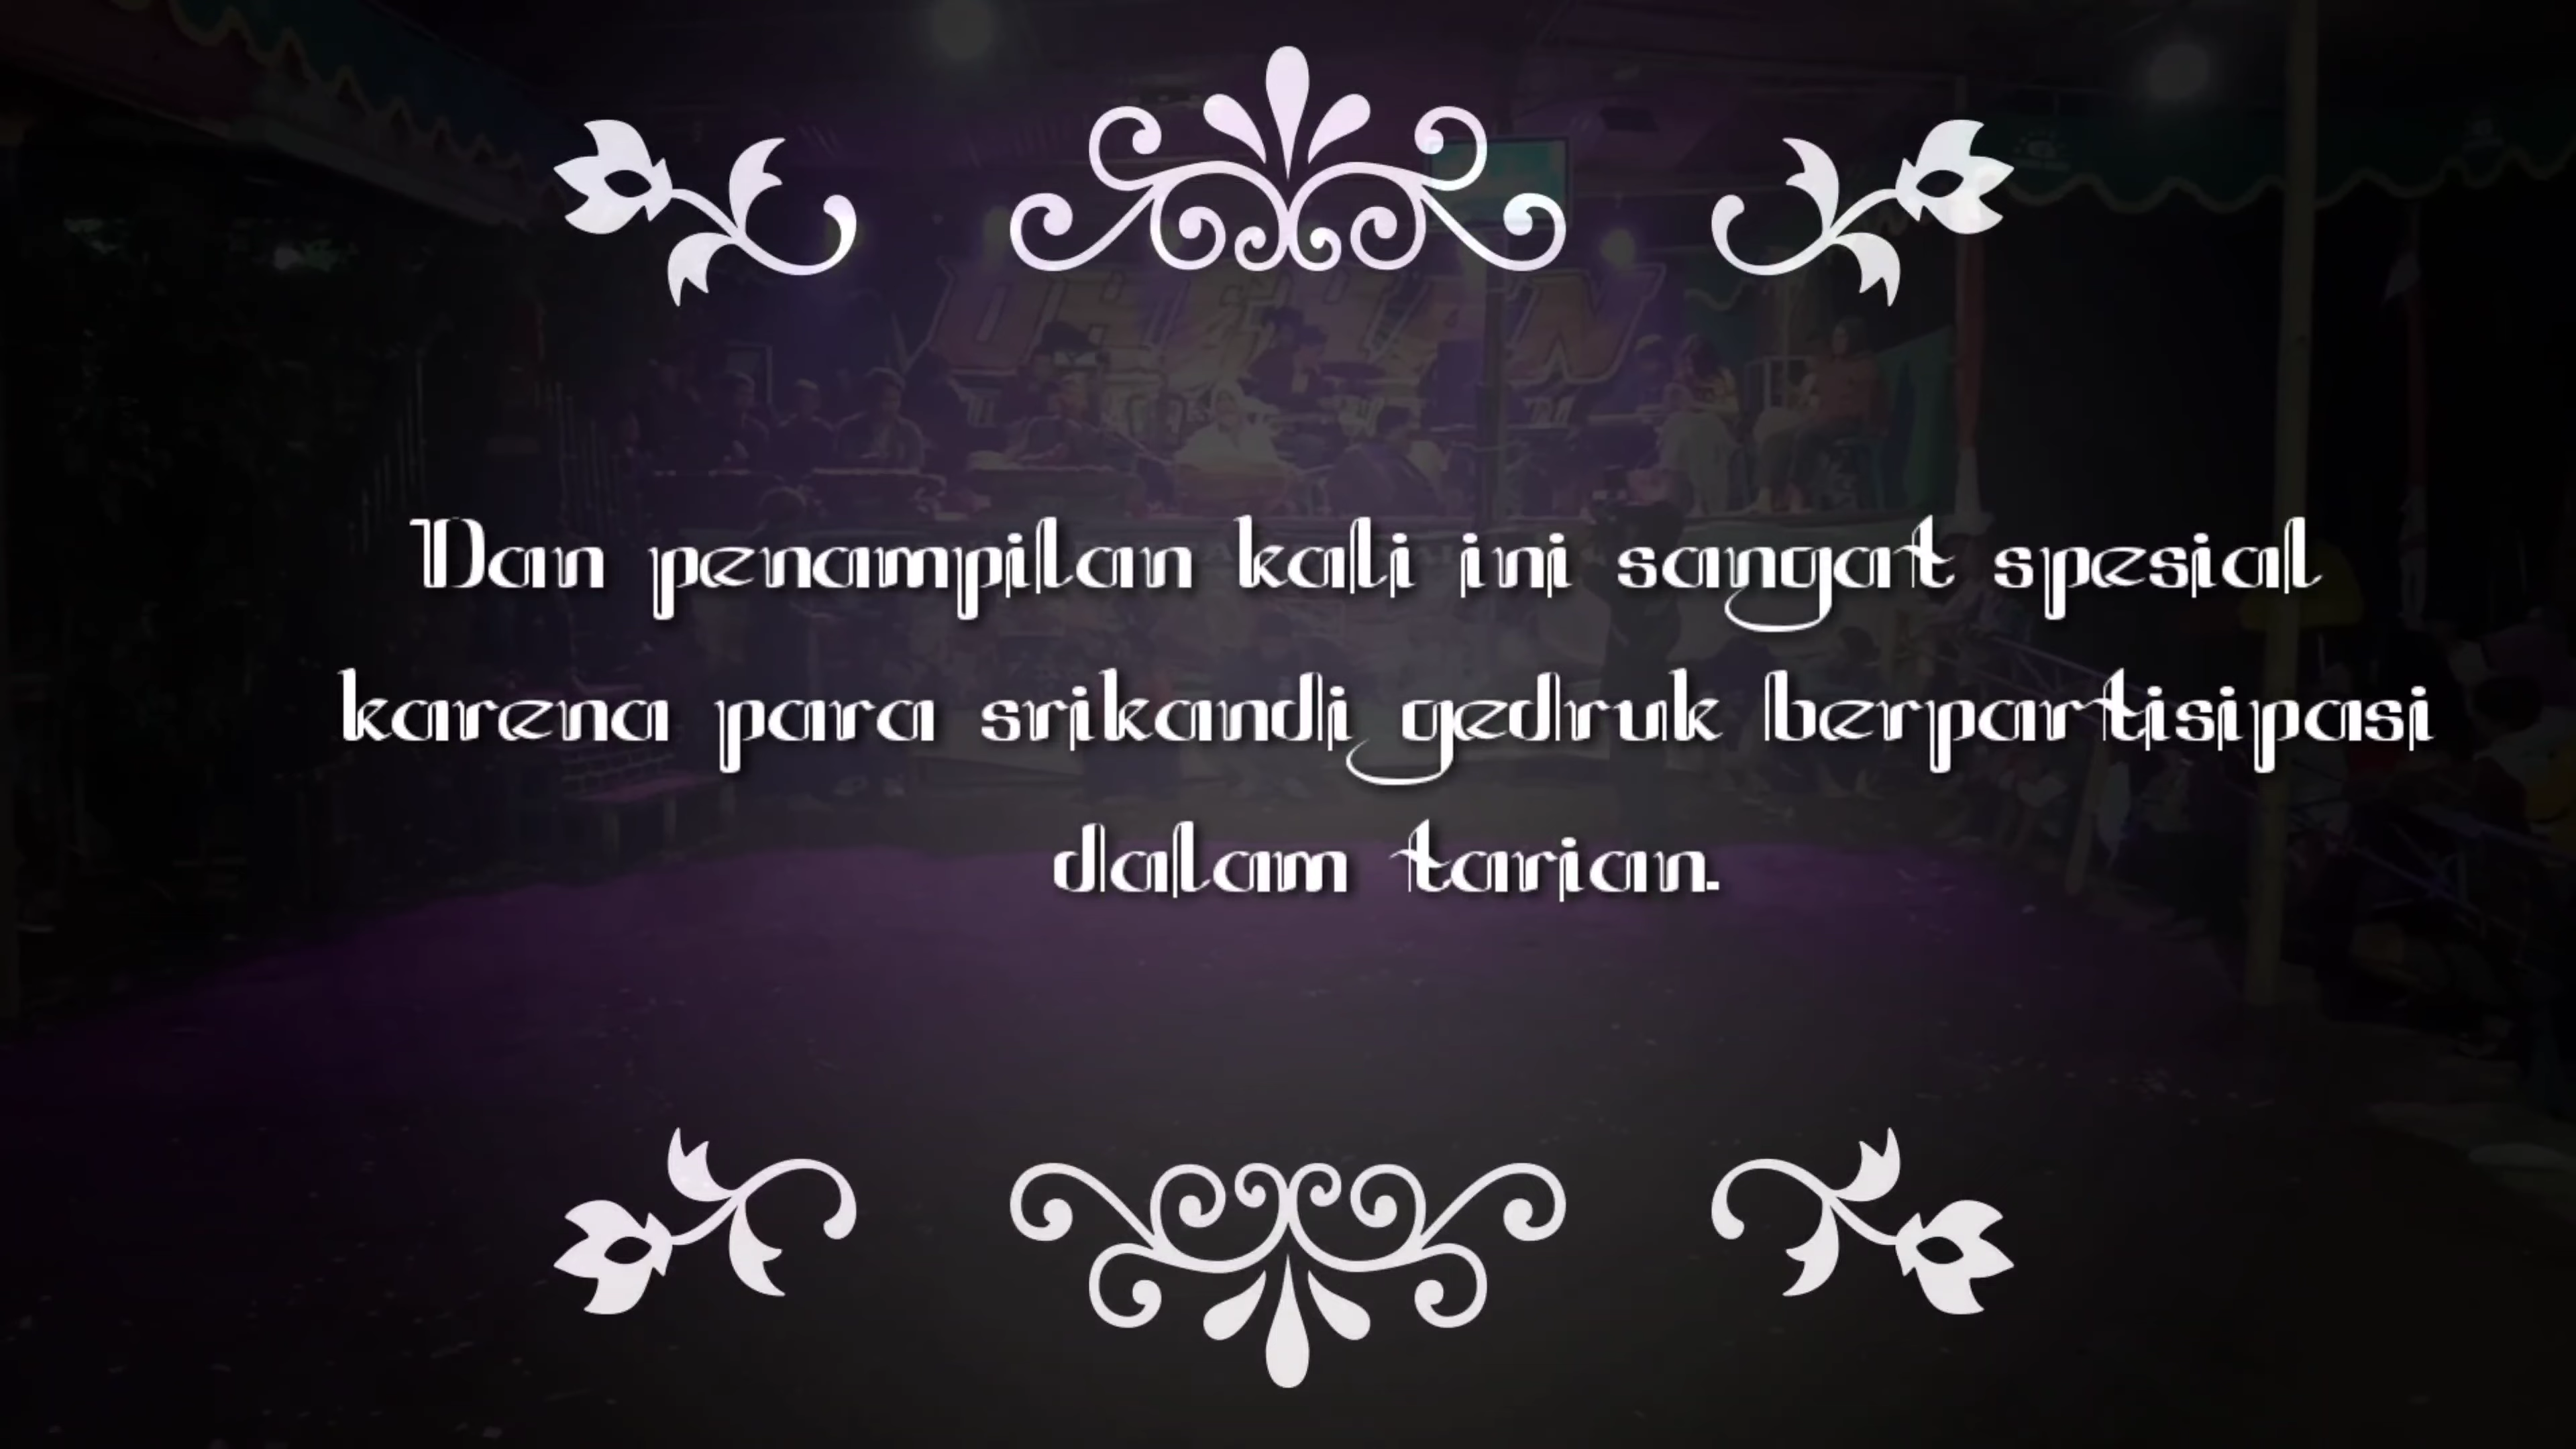 Dan penampilan kali ini sangat spesial
karena para srikandi gedruk berpartisipasi
dalam tarian.